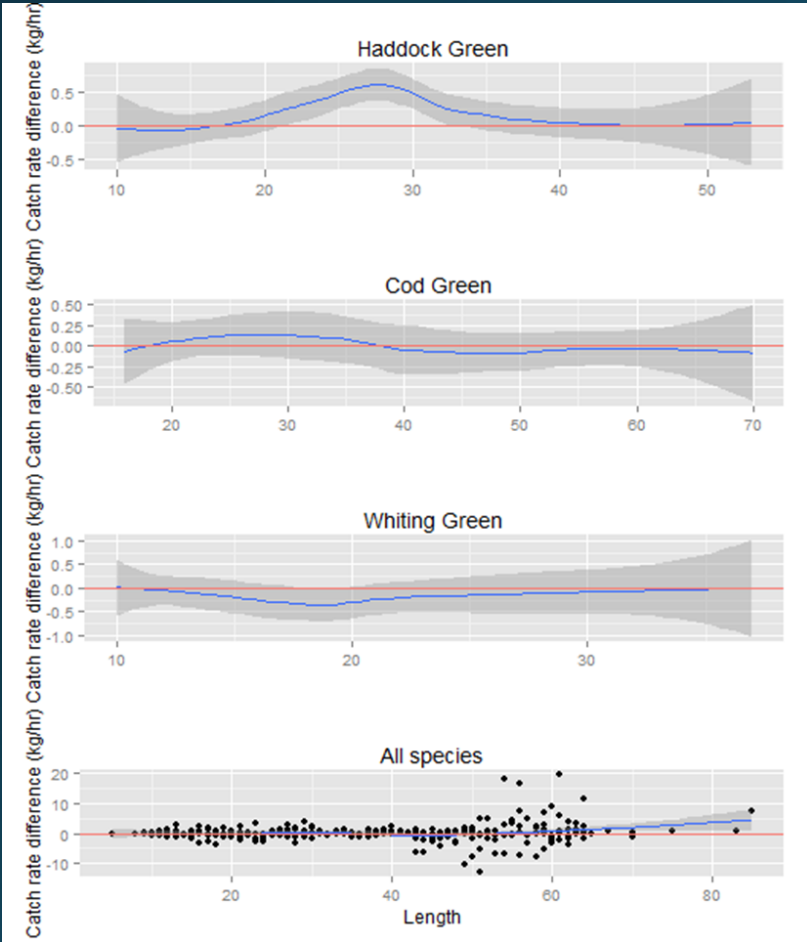 Haddock Green
Catch rate difference (kg/hr)
0.5
0.0
-0.5
10 20 30 40 50
Cod Green
Catch rate difference (kg/hr)
0.50
0.25
0.00
-0.25
-0.50
20 30 40 50 60 70
Whiting Green
Catch rate difference (kg/hr)
1.0
0.5
0.0
-0.5
-1.0
10 20 30
All species
Catch rate difference (kg/hr)
20
10
0
-10
20 40 60 80
Length